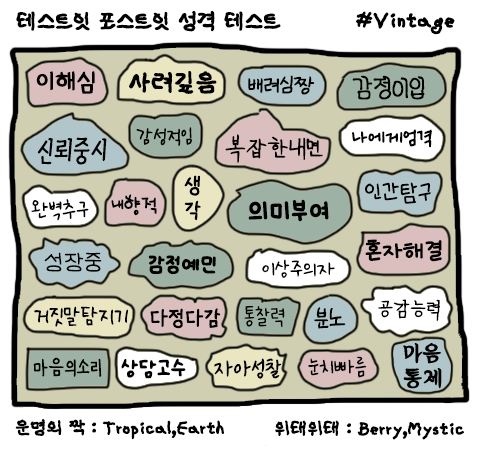 테스트잇 포스트잇 성격 테스트 #Vintage
이해심 사려깊음 배려심짱 감정이입
신뢰중시 감성적임 복잡한내면 나에게엄격
완벽추구 내향적 생각 의미부여 인간탐구
성장중 감정예민 이상주의자 혼자해결
거짓말탐지기 다정다감 통찰력 분노 공감능력
마음의소리 상담고수 자아성찰 눈치빠름 마음통제
운명의 짝 : Tropical,Earth 위태위태 : Berry,Mystic